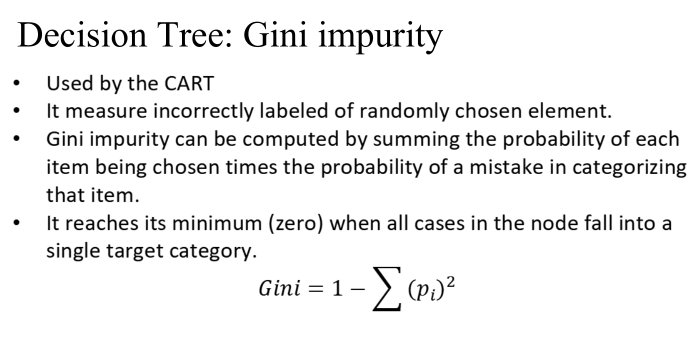 Decision Tree: Gini impurity
• Used by the CART
• It measure incorrectly labeled of randomly chosen element.
• Gini impurity can be computed by summing the probability of each
item being chosen times the probability of a mistake in categorizing
that item.
• It reaches its minimum (zero) when all cases in the node fall into a
single target category.
Gini = 1 − ∑ (pᵢ)²